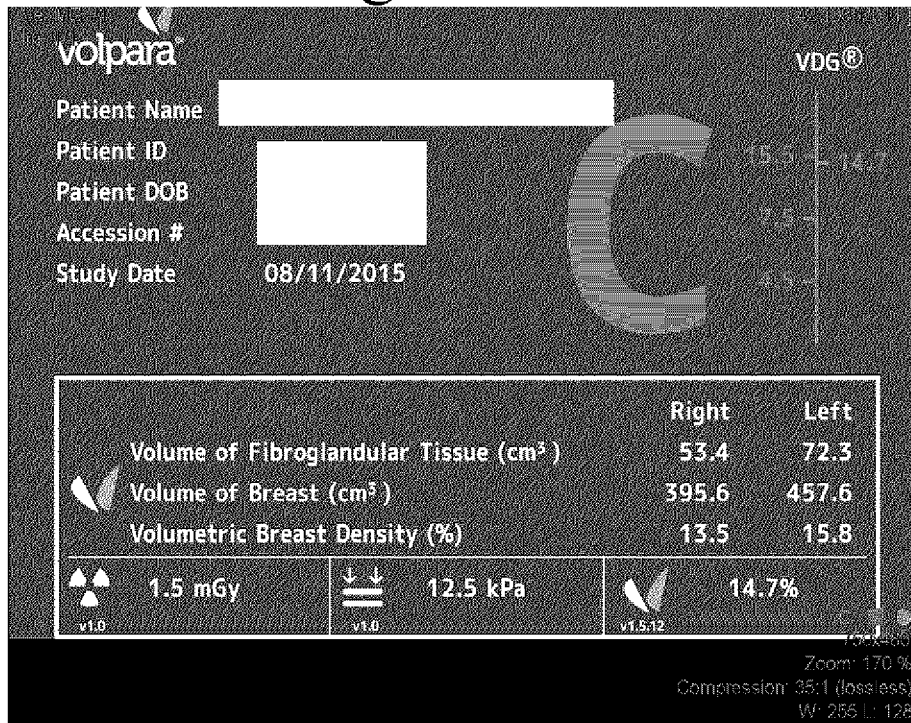 volpara
VDG®
Patient Name
Patient ID
Patient DOB
Accession #
Study Date 08/11/2015
C
15.5 14.7
7.5
4.5
Right Left
Volume of Fibroglandular Tissue (cm³) 53.4 72.3
Volume of Breast (cm³) 395.6 457.6
Volumetric Breast Density (%) 13.5 15.8
1.5 mGy 12.5 kPa 14.7%
v1.0 v1.0 v1.5.12
Zoom: 170 %
Compression: 35:1 (lossless)
W: 255 L: 128